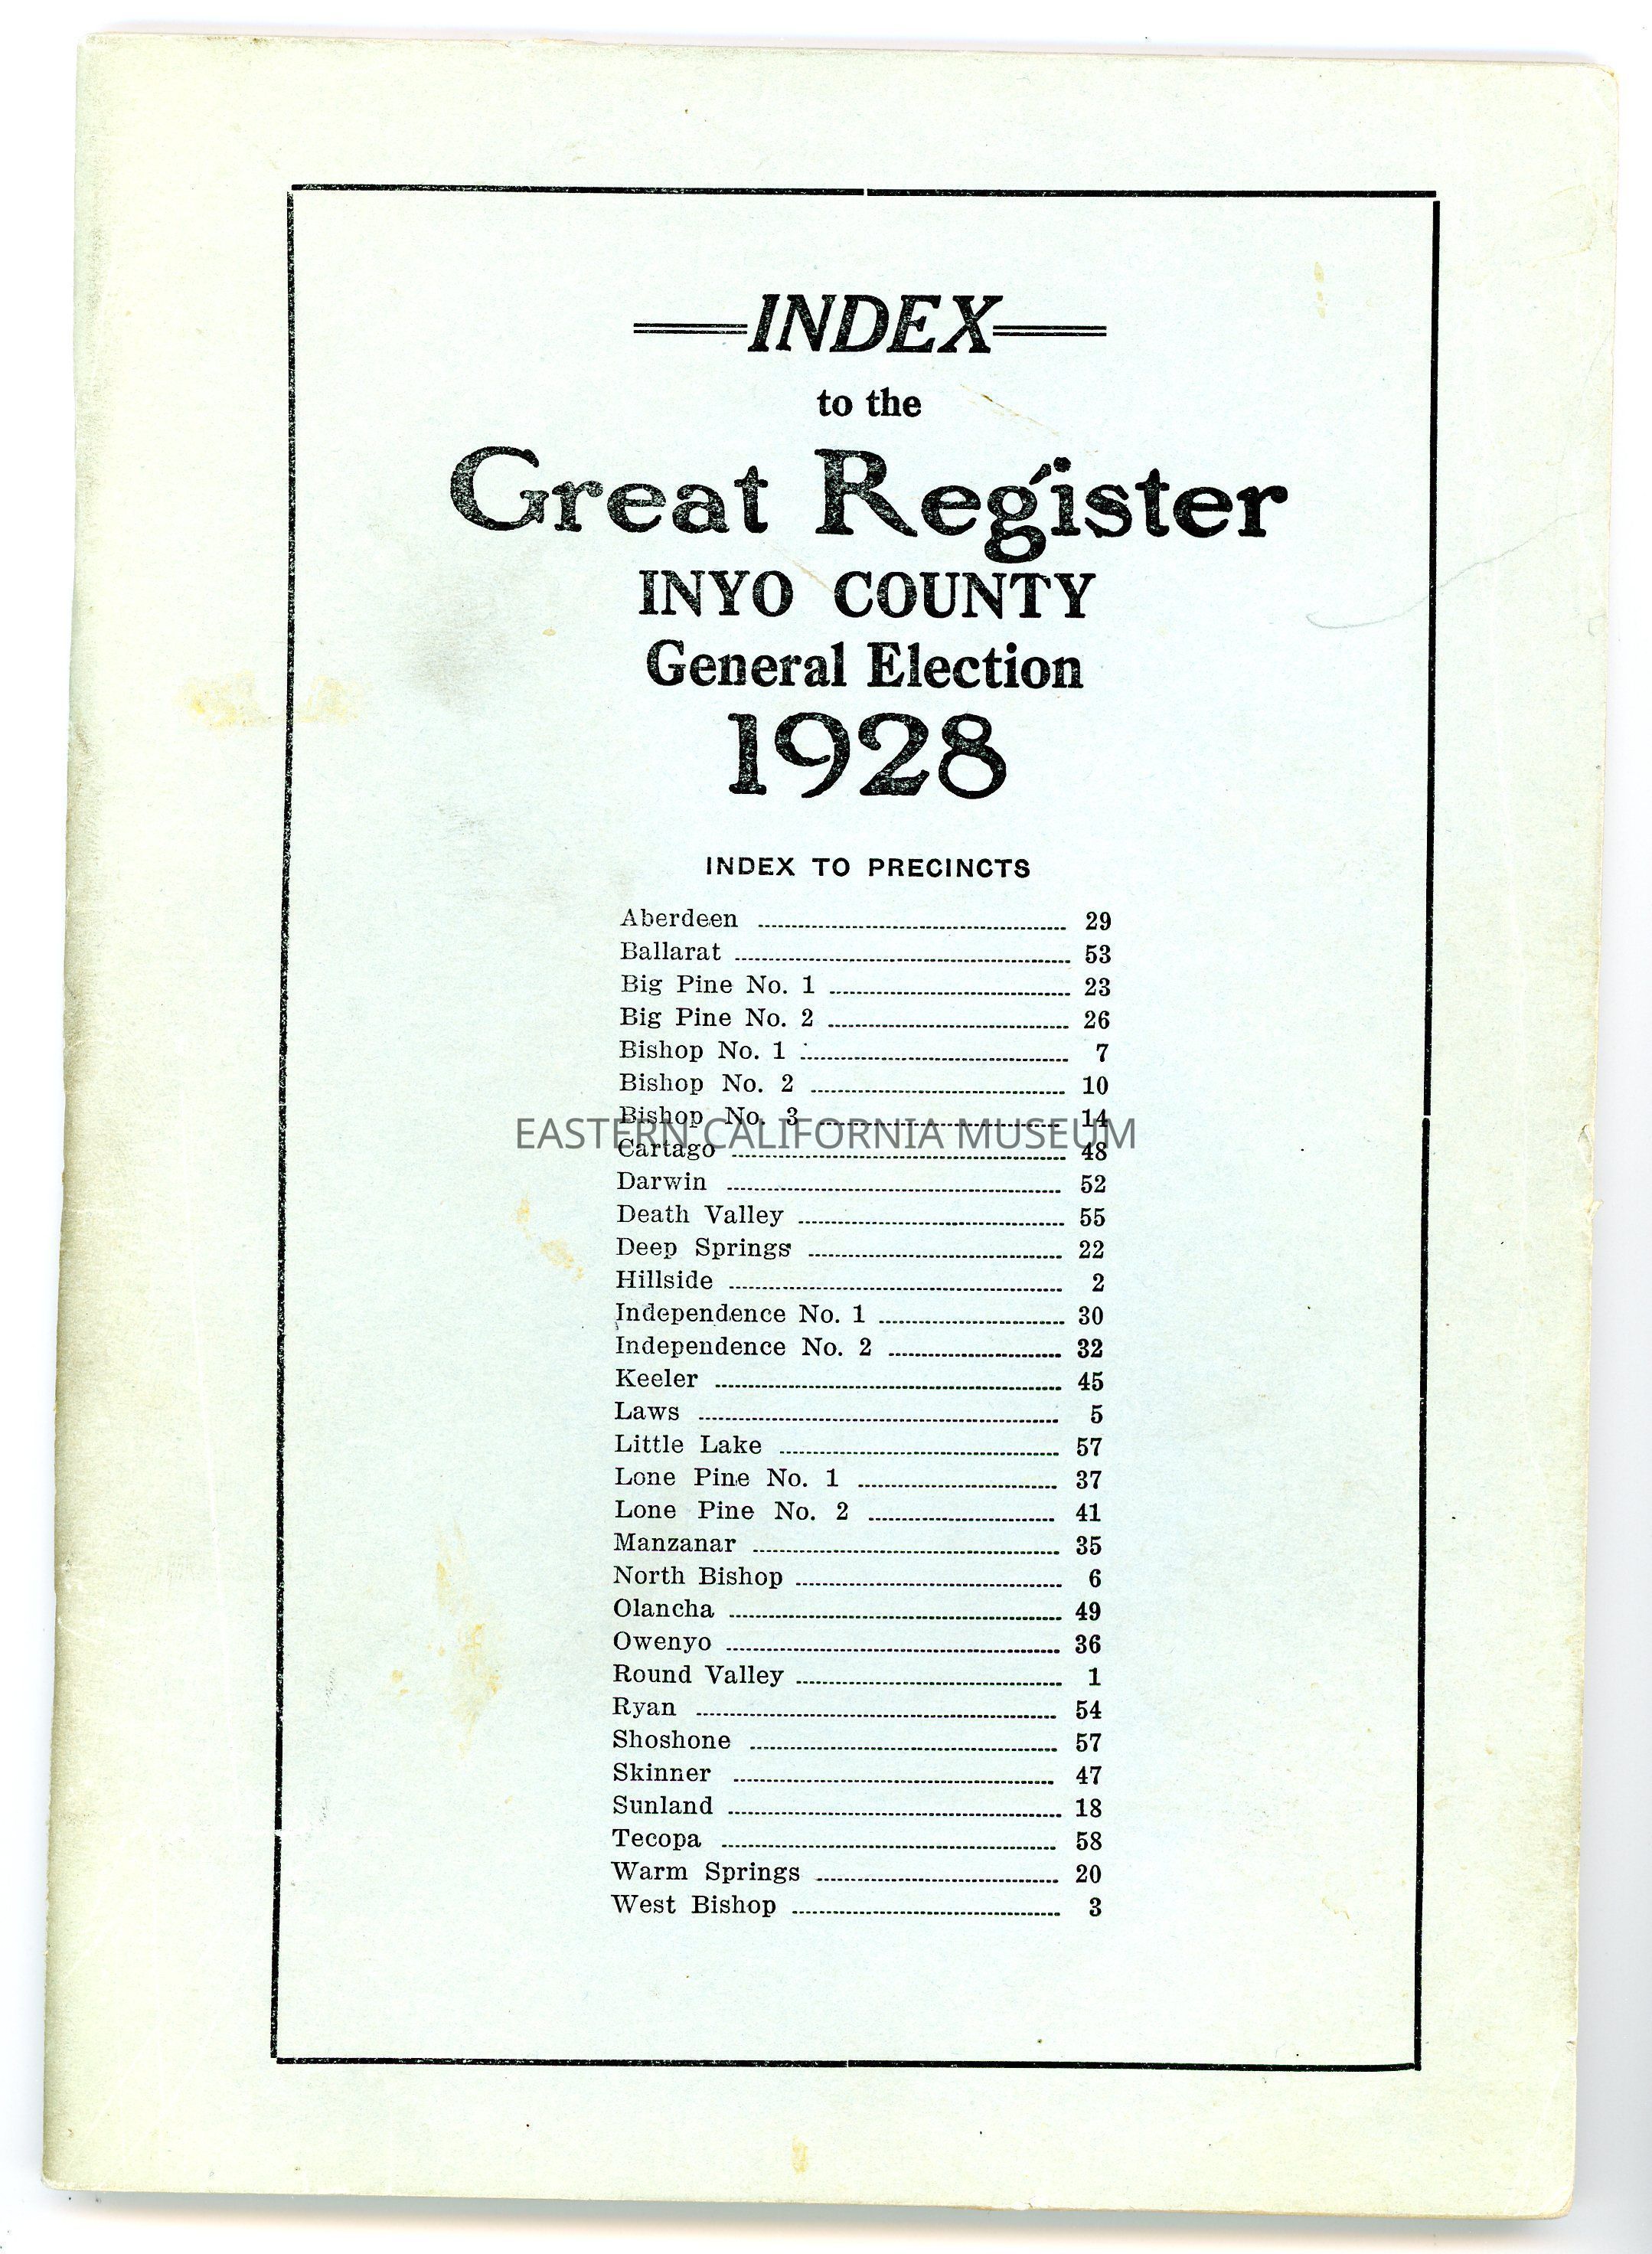 INDEX
to the
Great Register
INYO COUNTY
General Election
1928
INDEX TO PRECINCTS
Aberdeen 29
Ballarat 53
Big Pine No. 1 23
Big Pine No. 2 26
Bishop No. 1 7
Bishop No. 2 10
Bishop No. 3 14
EASTERN CALIFORNIA MUSEUM
Cartago 48
Darwin 52
Death Valley 55
Deep Springs 22
Hillside 2
Independence No. 1 30
Independence No. 2 32
Keeler 45
Laws 5
Little Lake 57
Lone Pine No. 1 37
Lone Pine No. 2 41
Manzanar 35
North Bishop 6
Olancha 49
Owenyo 36
Round Valley 1
Ryan 54
Shoshone 57
Skinner 47
Sunland 18
Tecopa 58
Warm Springs 20
West Bishop 3